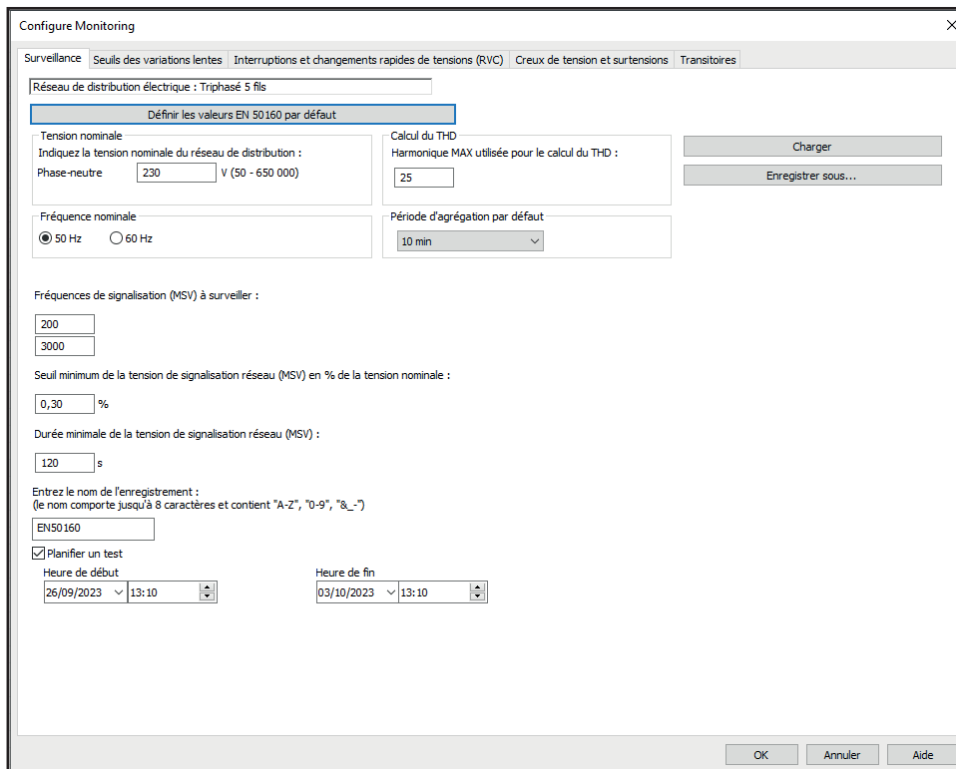 Configure Monitoring
Surveillance Seuils des variations lentes Interruptions et changements rapides de tensions (RVC) Creux de tension et surtensions Transitoires
Réseau de distribution électrique : Triphasé 5 fils
Définir les valeurs EN 50160 par défaut
Tension nominale
Indiquez la tension nominale du réseau de distribution :
Phase-neutre 230 V (50 - 650 000)
Calcul du THD
Harmonique MAX utilisée pour le calcul du THD :
25
Charger
Enregistrer sous...
Fréquence nominale
50 Hz 60 Hz
Période d'agrégation par défaut
10 min
Fréquences de signalisation (MSV) à surveiller :
200
3000
Seuil minimum de la tension de signalisation réseau (MSV) en % de la tension nominale :
0,30 %
Durée minimale de la tension de signalisation réseau (MSV) :
120 s
Entrez le nom de l'enregistrement :
(le nom comporte jusqu'à 8 caractères et contient "A-Z", "0-9", "&_-")
EN50160
Planifier un test
Heure de début Heure de fin
26/09/2023 13:10 03/10/2023 13:10
OK Annuler Aide